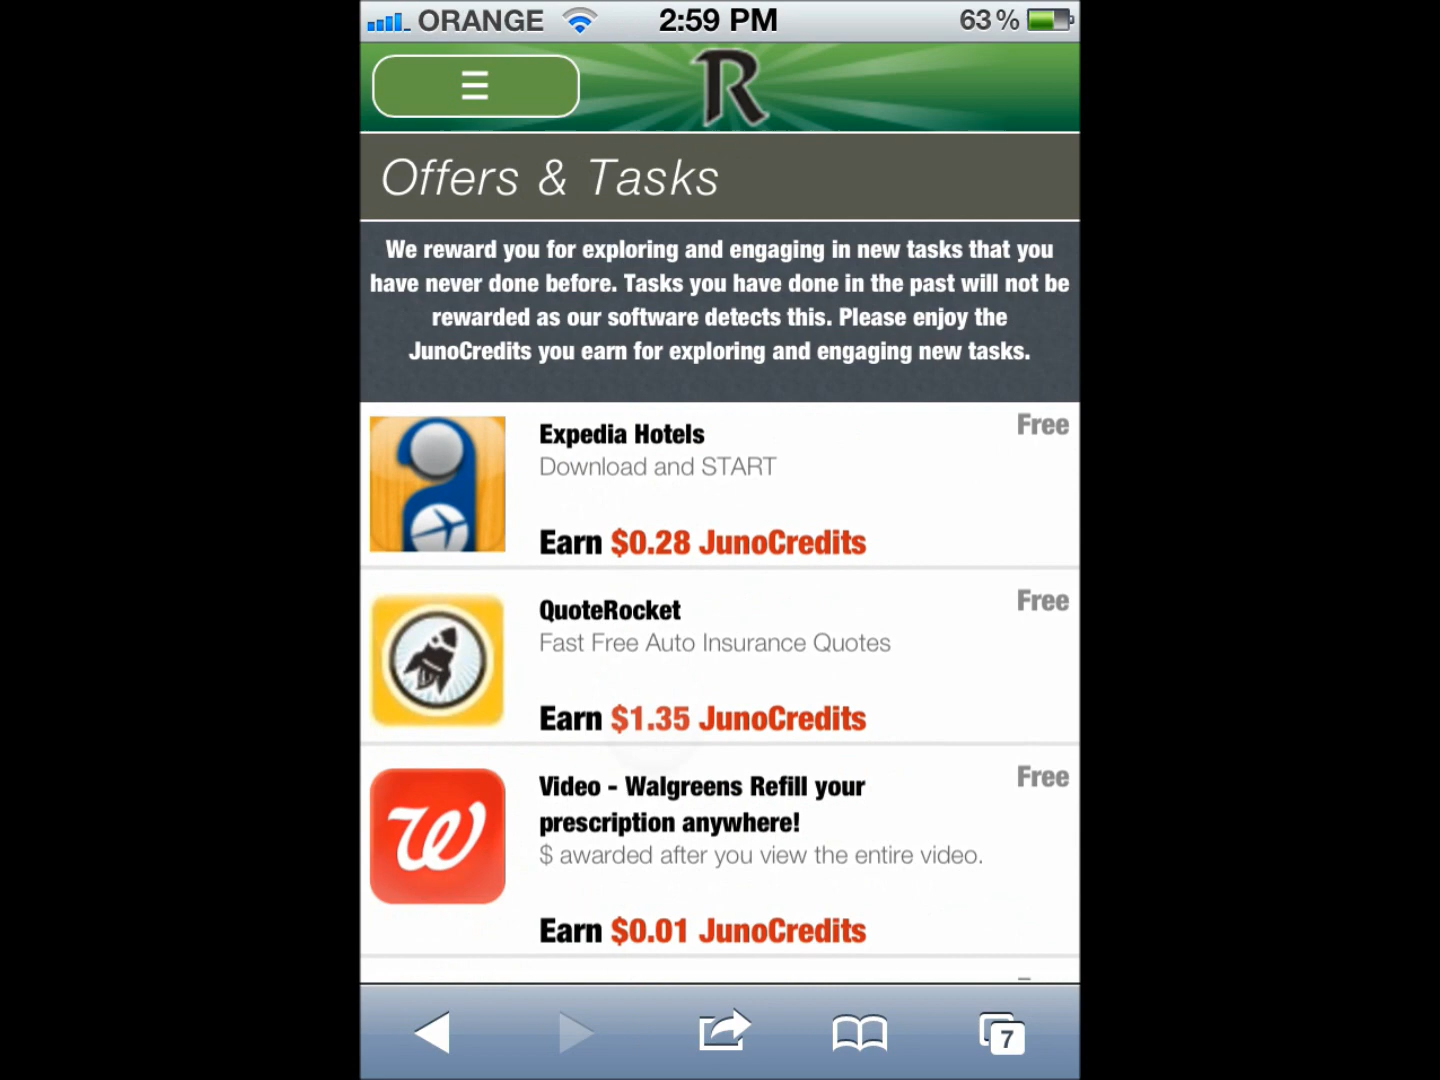 ORANGE 2:59 PM 63%
R
Offers & Tasks
We reward you for exploring and engaging in new tasks that you
have never done before. Tasks you have done in the past will not be
rewarded as our software detects this. Please enjoy the
JunoCredits you earn for exploring and engaging new tasks.
Expedia Hotels
Free
Download and START
Earn $0.28 JunoCredits
QuoteRocket
Free
Fast Free Auto Insurance Quotes
Earn $1.35 JunoCredits
Video - Walgreens Refill your
Free
prescription anywhere!
$ awarded after you view the entire video.
W
Earn $0.01 JunoCredits
7